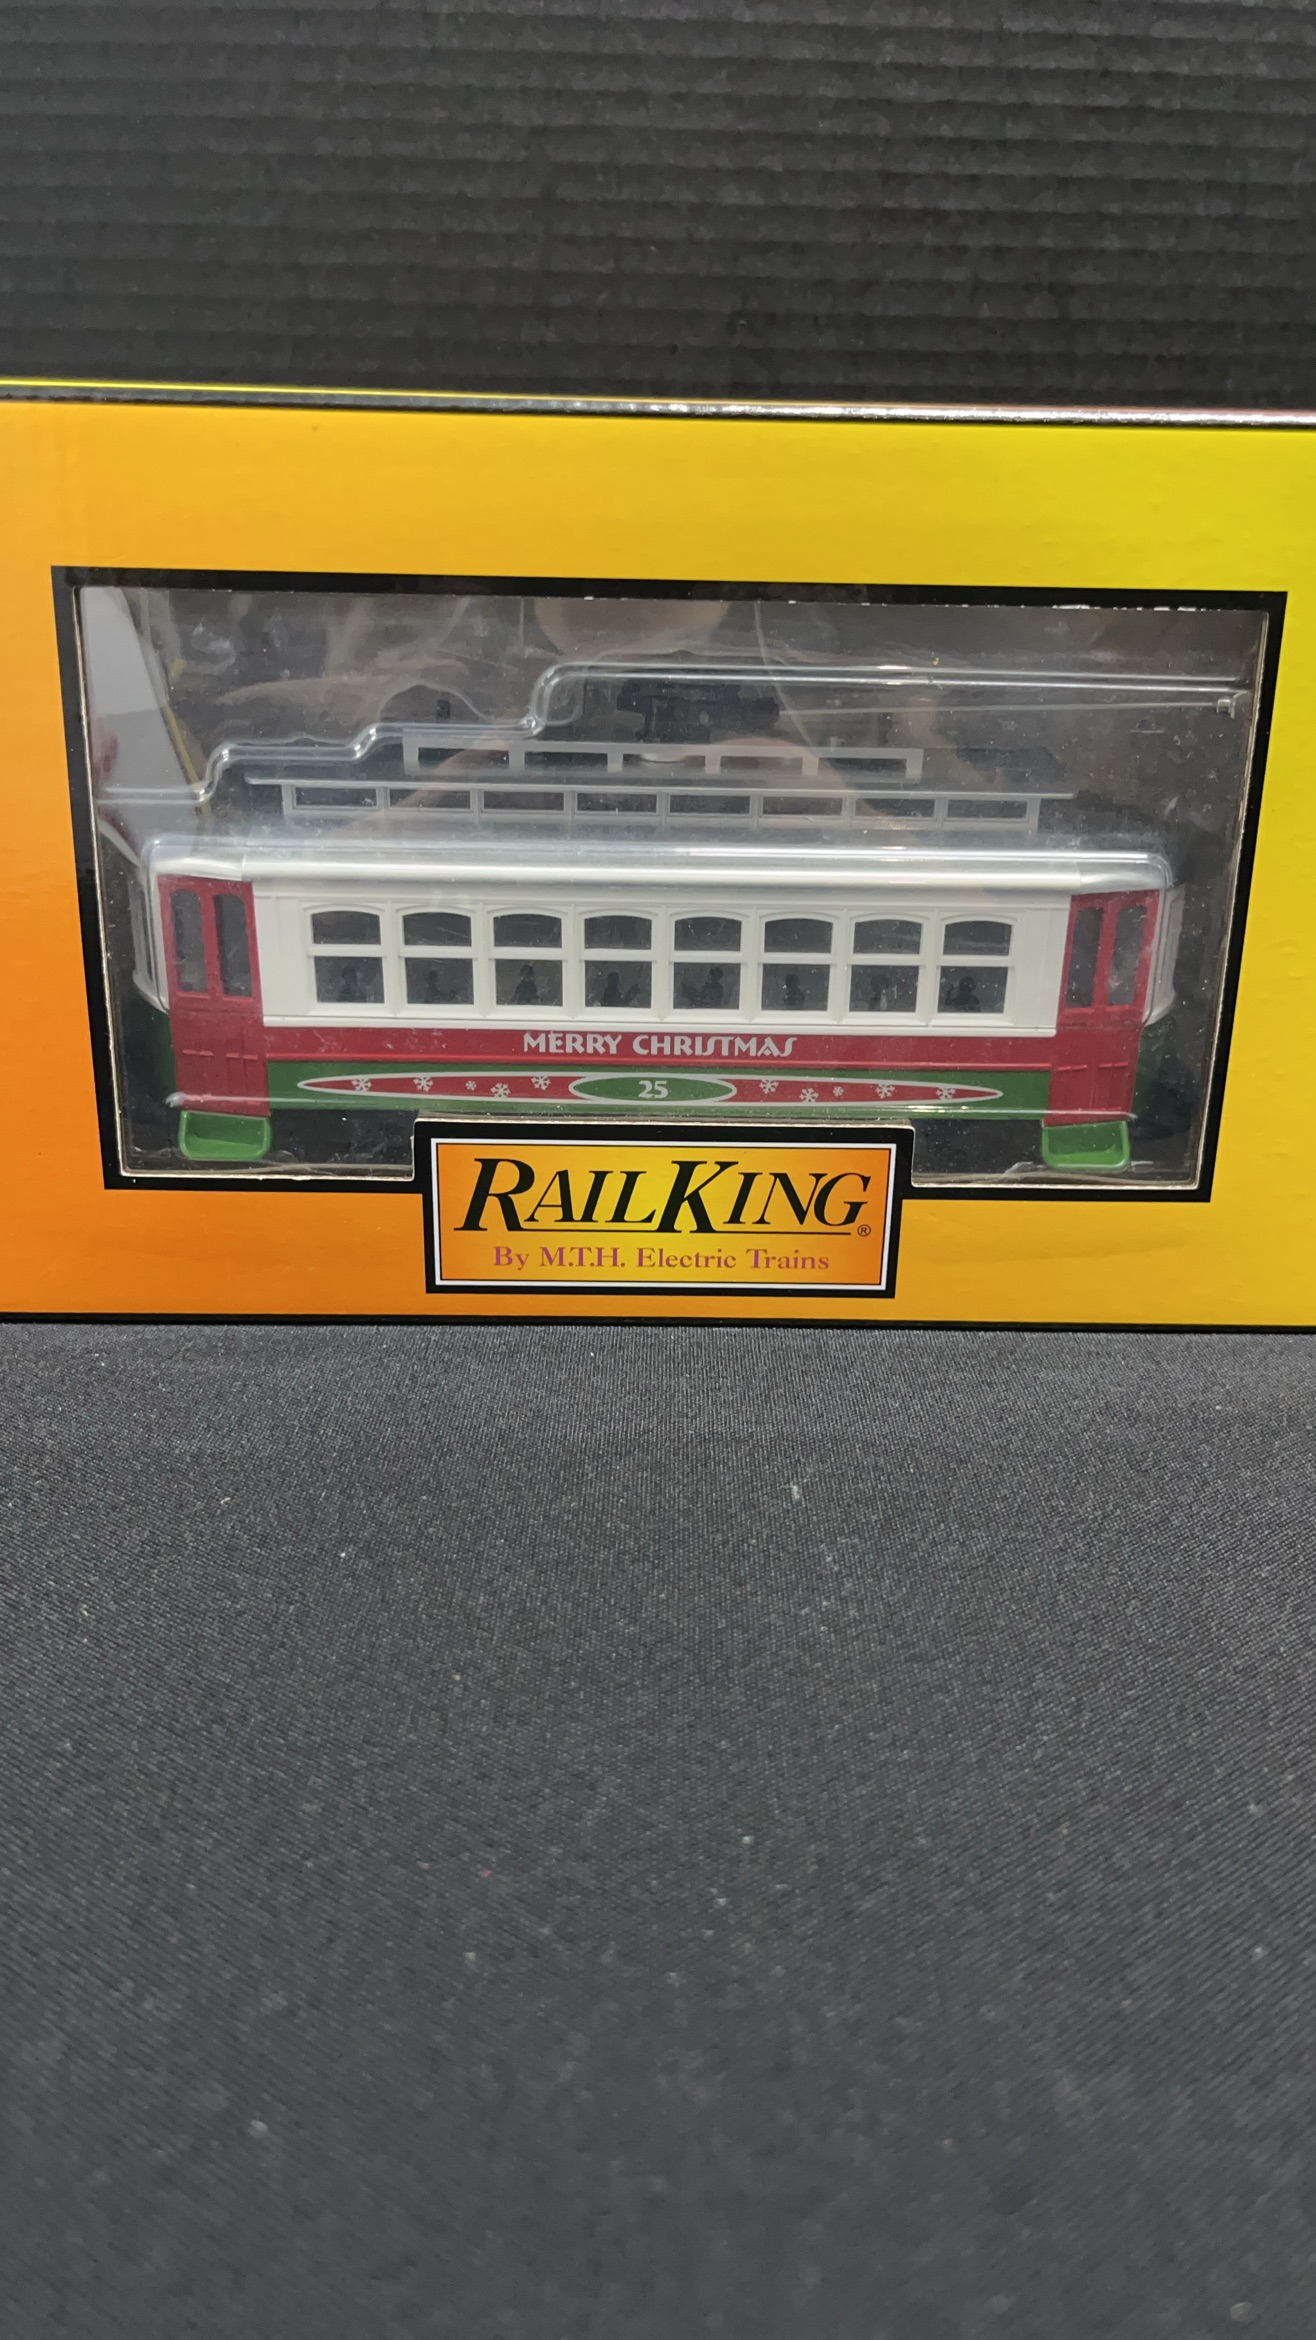 MERRY CHRISTMAS
25
RAILKING®
By M.T.H. Electric Trains